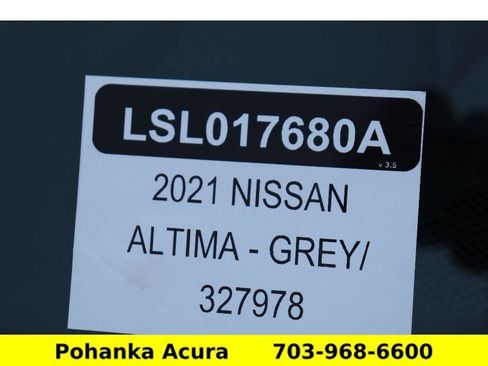 LSL017680A
v 3.5
2021 NISSAN
ALTIMA - GREY/
327978
Pohanka Acura 703-968-6600